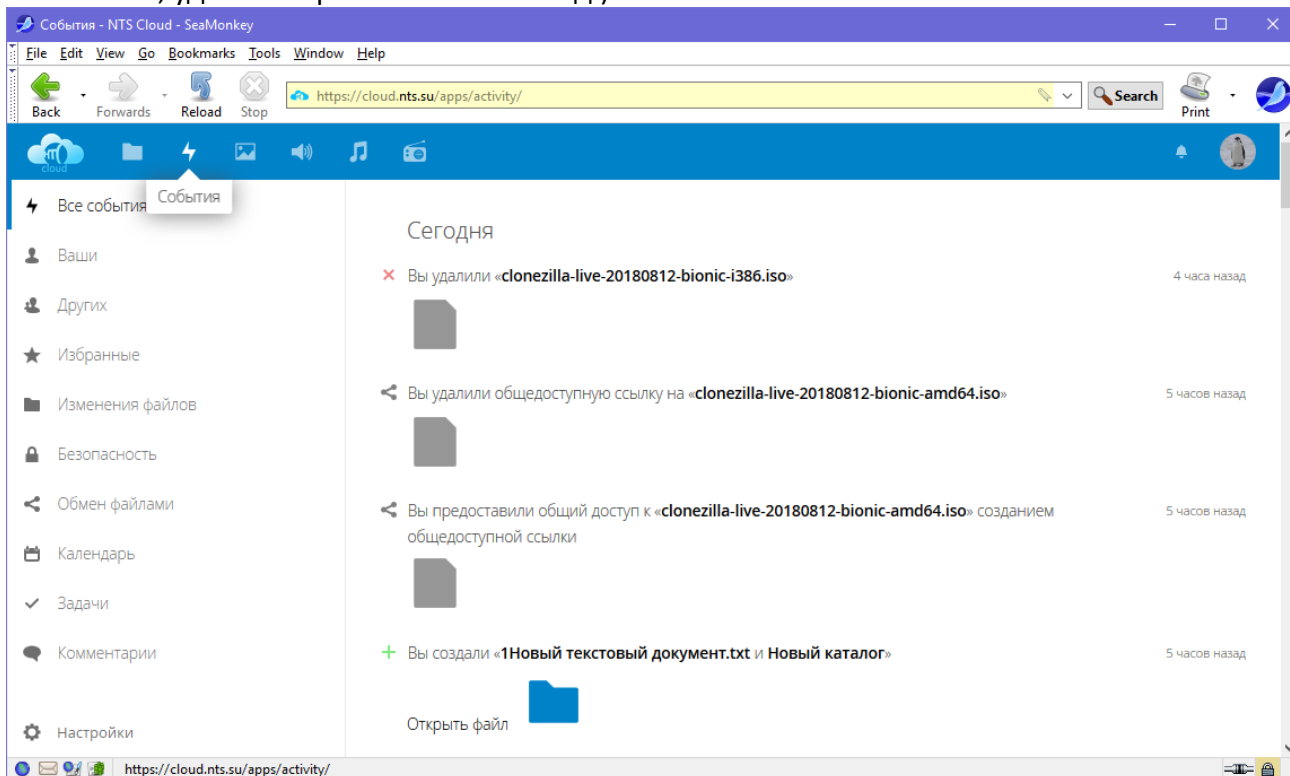 События - NTS Cloud - SeaMonkey
File Edit View Go Bookmarks Tools Window Help
Back Forwards Reload Stop https://cloud.nts.su/apps/activity/ Search Print
cloud
События
Все события
Ваши
Других
Избранные
Изменения файлов
Безопасность
Обмен файлами
Календарь
Задачи
Комментарии
Настройки
Сегодня
Вы удалили «clonezilla-live-20180812-bionic-i386.iso» 4 часа назад
Вы удалили общедоступную ссылку на «clonezilla-live-20180812-bionic-amd64.iso» 5 часов назад
Вы предоставили общий доступ к «clonezilla-live-20180812-bionic-amd64.iso» созданием 5 часов назад
общедоступной ссылки
Вы создали «1Новый текстовый документ.txt и Новый каталог» 5 часов назад
Открыть файл
https://cloud.nts.su/apps/activity/